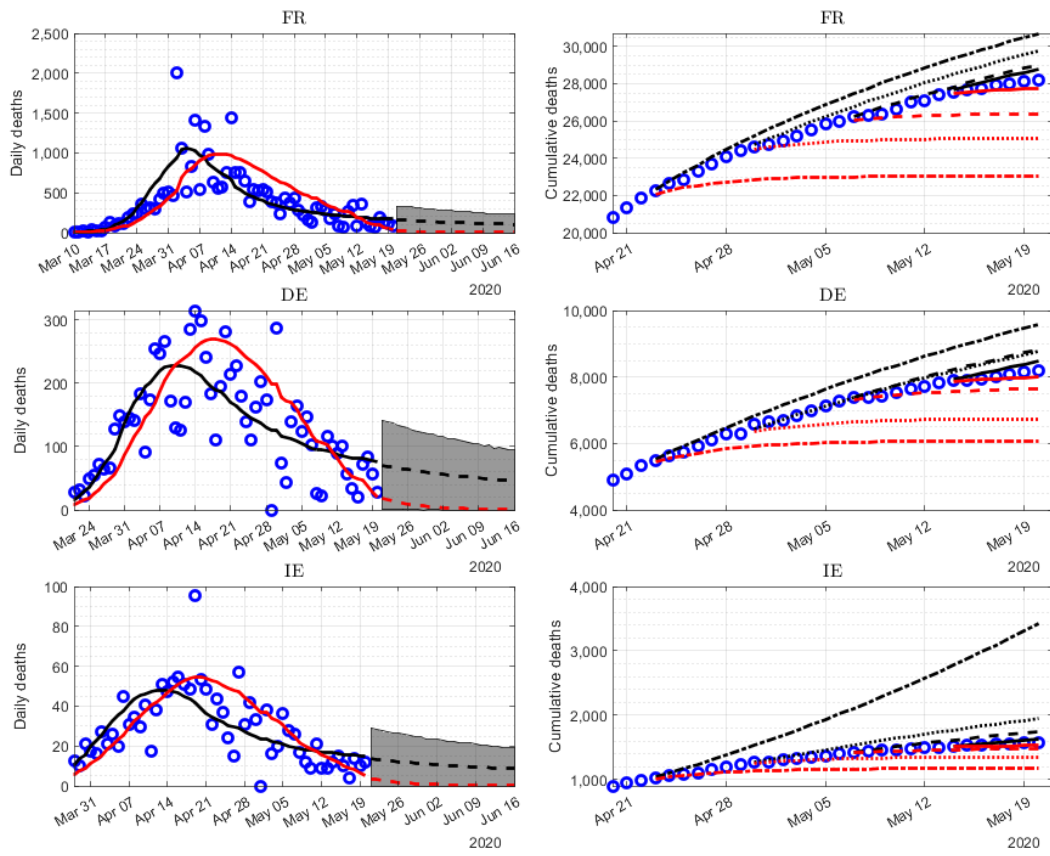 FR
Daily deaths
2,500
2,000
1,500
1,000
500
0
Mar 10
Mar 17
Mar 24
Mar 31
Apr 07
Apr 14
Apr 21
Apr 28
May 05
May 12
May 19
May 26
Jun 02
Jun 09
Jun 16
2020
FR
Cumulative deaths
30,000
28,000
26,000
24,000
22,000
20,000
Apr 21
Apr 28
May 05
May 12
May 19
2020
DE
Daily deaths
300
200
100
0
Mar 24
Mar 31
Apr 07
Apr 14
Apr 21
Apr 28
May 05
May 12
May 19
May 26
Jun 02
Jun 09
Jun 16
2020
DE
Cumulative deaths
10,000
8,000
6,000
4,000
Apr 21
Apr 28
May 05
May 12
May 19
2020
IE
Daily deaths
100
80
60
40
20
0
Mar 31
Apr 07
Apr 14
Apr 21
Apr 28
May 05
May 12
May 19
May 26
Jun 02
Jun 09
Jun 16
2020
IE
Cumulative deaths
4,000
3,000
2,000
1,000
Apr 21
Apr 28
May 05
May 12
May 19
2020